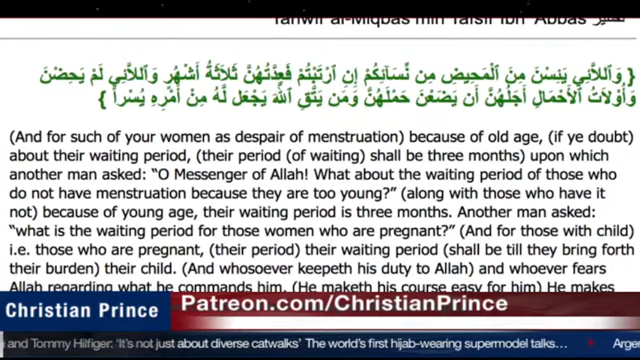 Tanwîr al-Miqbâs min Tafsîr Ibn 'Abbâs
تفسير
{ وَٱللاَّئِي يَئِسْنَ مِنَ ٱلْمَحِيضِ مِن نِّسَآئِكُمْ إِنِ ٱرْتَبْتُمْ فَعِدَّتُهُنَّ ثَلاَثَةُ أَشْهُرٍ وَٱللاَّئِي لَمْ يَحِضْنَ
وَأُوْلاَتُ ٱلأَحْمَالِ أَجَلُهُنَّ أَن يَضَعْنَ حَمْلَهُنَّ وَمَن يَتَّقِ ٱللَّهَ يَجْعَل لَّهُ مِنْ أَمْرِهِ يُسْراً }
(And for such of your women as despair of menstruation) because of old age, (if ye doubt)
about their waiting period, (their period (of waiting) shall be three months) upon which
another man asked: "O Messenger of Allah! What about the waiting period of those who
do not have menstruation because they are too young?" (along with those who have it
not) because of young age, their waiting period is three months. Another man asked:
"what is the waiting period for those women who are pregnant?" (And for those with child)
i.e. those who are pregnant, (their period) their waiting period (shall be till they bring forth
their burden) their child. (And whosoever keepeth his duty to Allah) and whoever fears
Allah regarding what he commands him, (He maketh his course easy for him) He makes
Christian Prince
Patreon.com/ChristianPrince
and Tommy Hilfiger: 'It's not just about diverse catwalks' The world's first hijab-wearing supermodel talks…
Argen